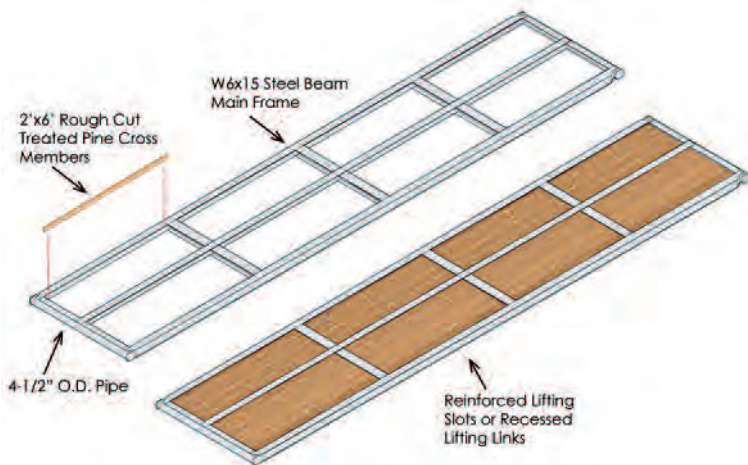 W6x15 Steel Beam
Main Frame
2'x6' Rough Cut
Treated Pine Cross
Members
4-1/2" O.D. Pipe
Reinforced Lifting
Slots or Recessed
Lifting Links